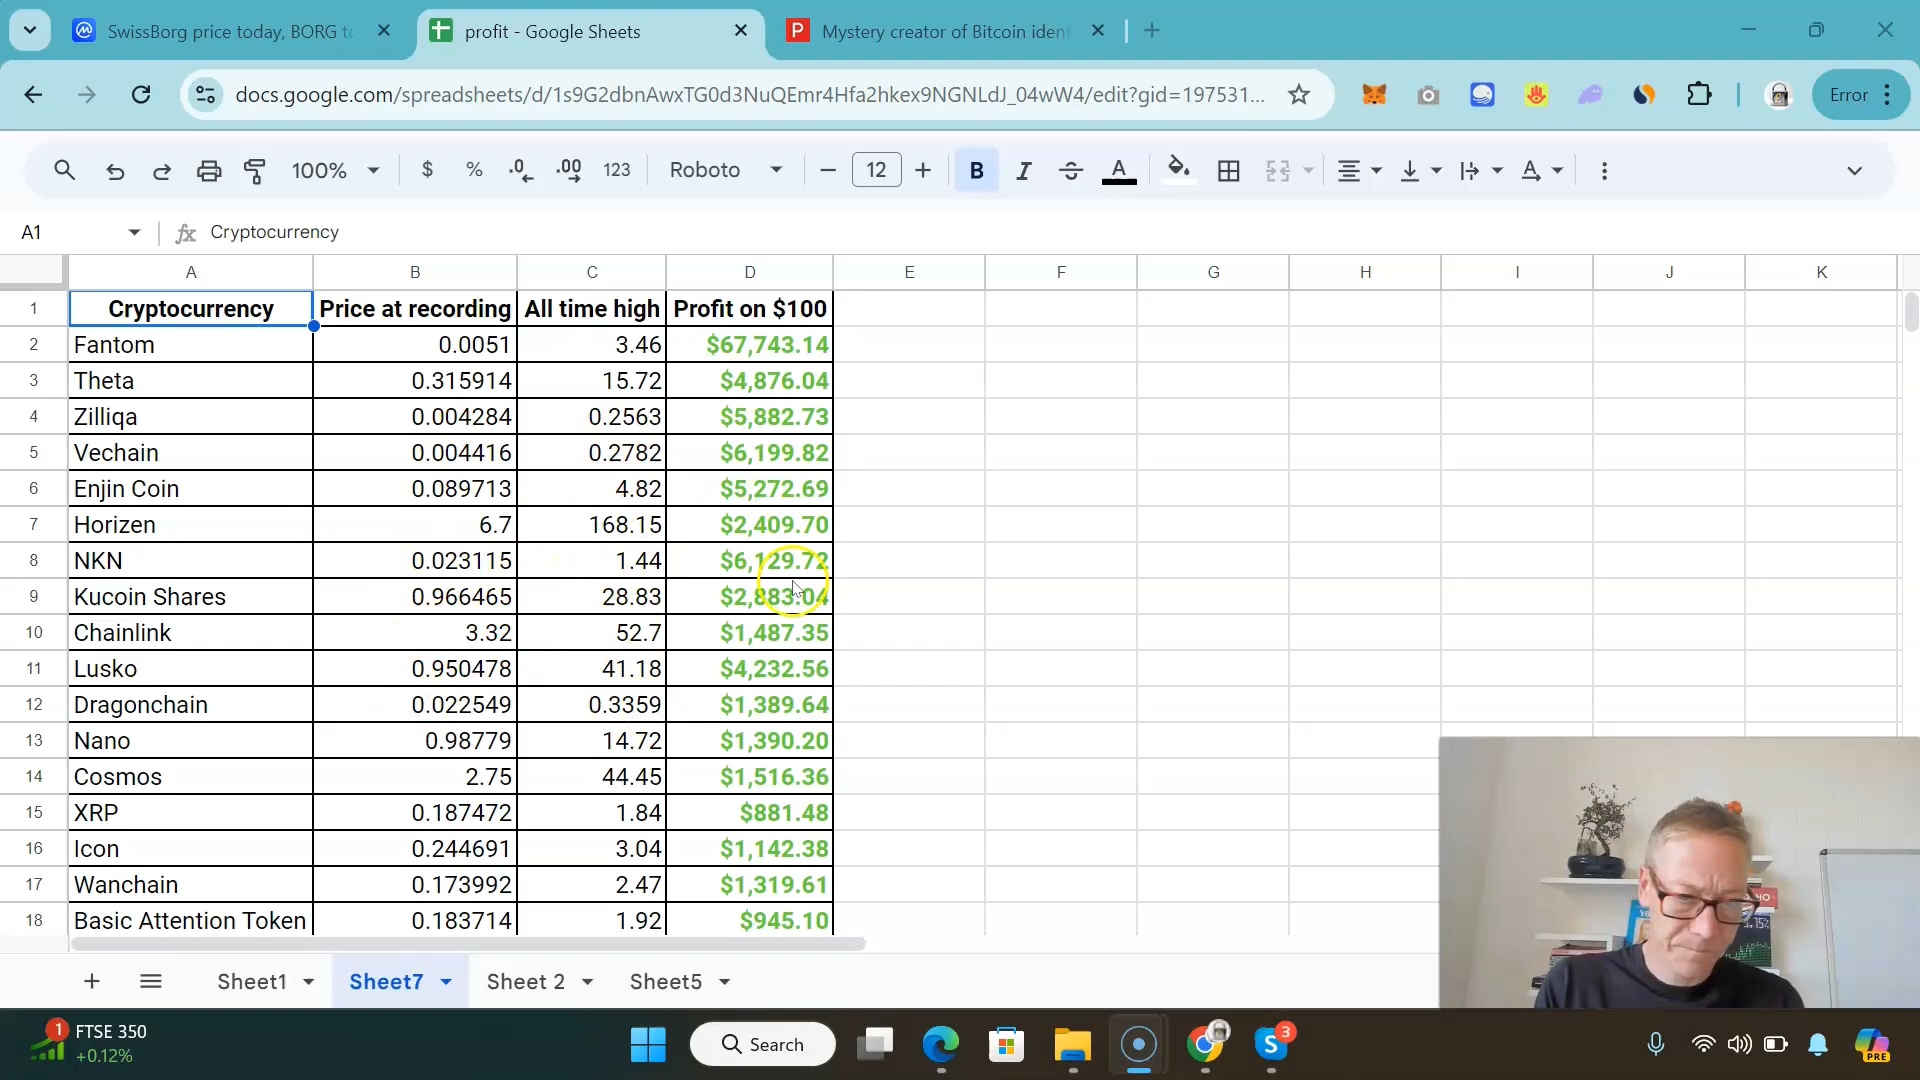 SwissBorg price today, BORG to
profit - Google Sheets
Mystery creator of Bitcoin iden
docs.google.com/spreadsheets/d/1s9G2dbnAwxTG0d3NuQEmr4Hfa2hkex9NGNLdJ_04wW4/edit?gid=197531...
Error
100% $ % .0 .00 123 Roboto 12 B I A
A1 fx Cryptocurrency
A B C D E F G H I J K
1 Cryptocurrency Price at recording All time high Profit on $100
2 Fantom 0.0051 3.46 $67,743.14
3 Theta 0.315914 15.72 $4,876.04
4 Zilliqa 0.004284 0.2563 $5,882.73
5 Vechain 0.004416 0.2782 $6,199.82
6 Enjin Coin 0.089713 4.82 $5,272.69
7 Horizen 6.7 168.15 $2,409.70
8 NKN 0.023115 1.44 $6,129.72
9 Kucoin Shares 0.966465 28.83 $2,883.04
10 Chainlink 3.32 52.7 $1,487.35
11 Lusko 0.950478 41.18 $4,232.56
12 Dragonchain 0.022549 0.3359 $1,389.64
13 Nano 0.98779 14.72 $1,390.20
14 Cosmos 2.75 44.45 $1,516.36
15 XRP 0.187472 1.84 $881.48
16 Icon 0.244691 3.04 $1,142.38
17 Wanchain 0.173992 2.47 $1,319.61
18 Basic Attention Token 0.183714 1.92 $945.10
Sheet1 Sheet7 Sheet 2 Sheet5
1 FTSE 350
+0.12%
Search
3
PRE